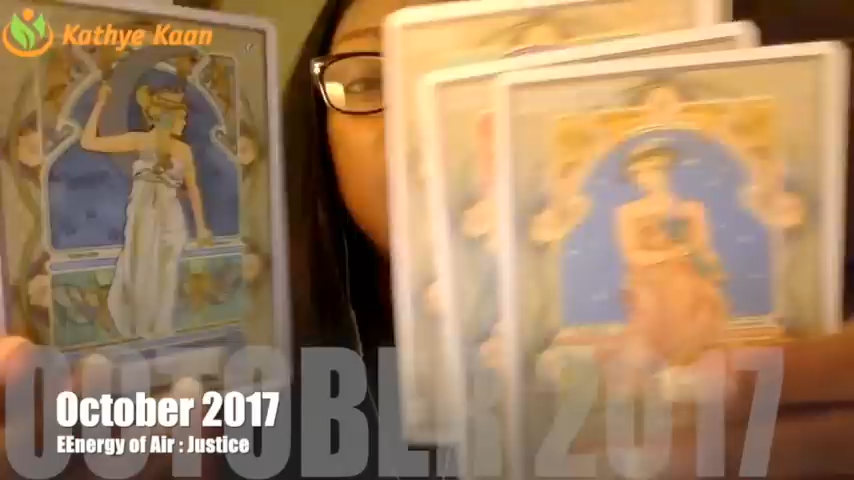 Kathye Kaan
OCTOBER 2017
October 2017
EEnergy of Air : Justice